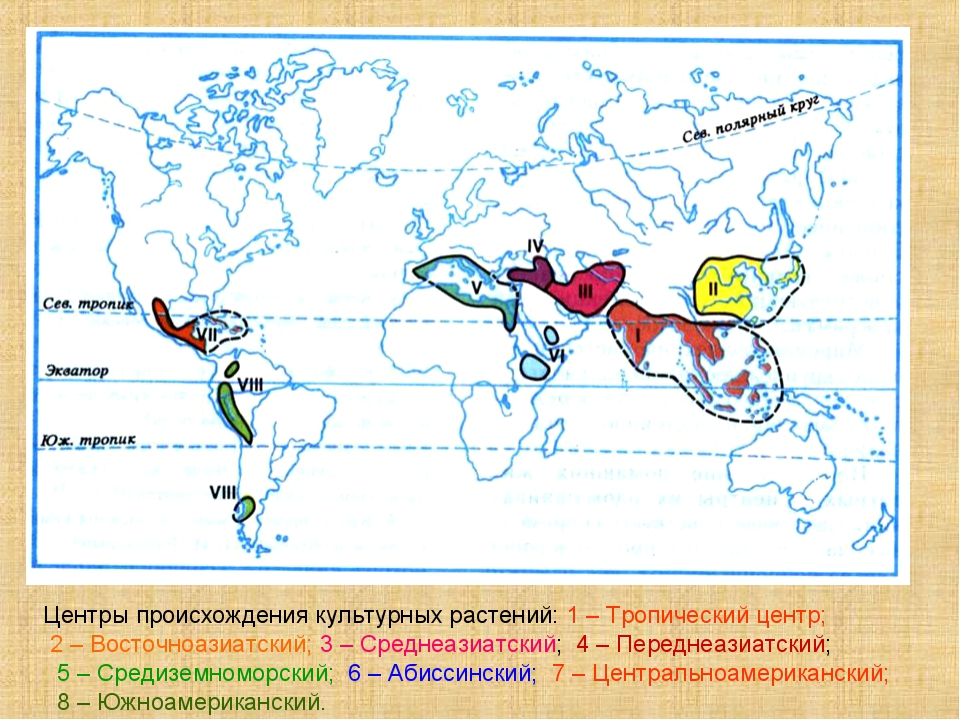 Сев. полярный круг
IV
V
III
II
Сев. тропик
VII
I
VI
Экватор
VIII
Юж. тропик
VIII
Центры происхождения культурных растений: 1 – Тропический центр;
2 – Восточноазиатский; 3 – Среднеазиатский; 4 – Переднеазиатский;
5 – Средиземноморский; 6 – Абиссинский; 7 – Центральноамериканский;
8 – Южноамериканский.